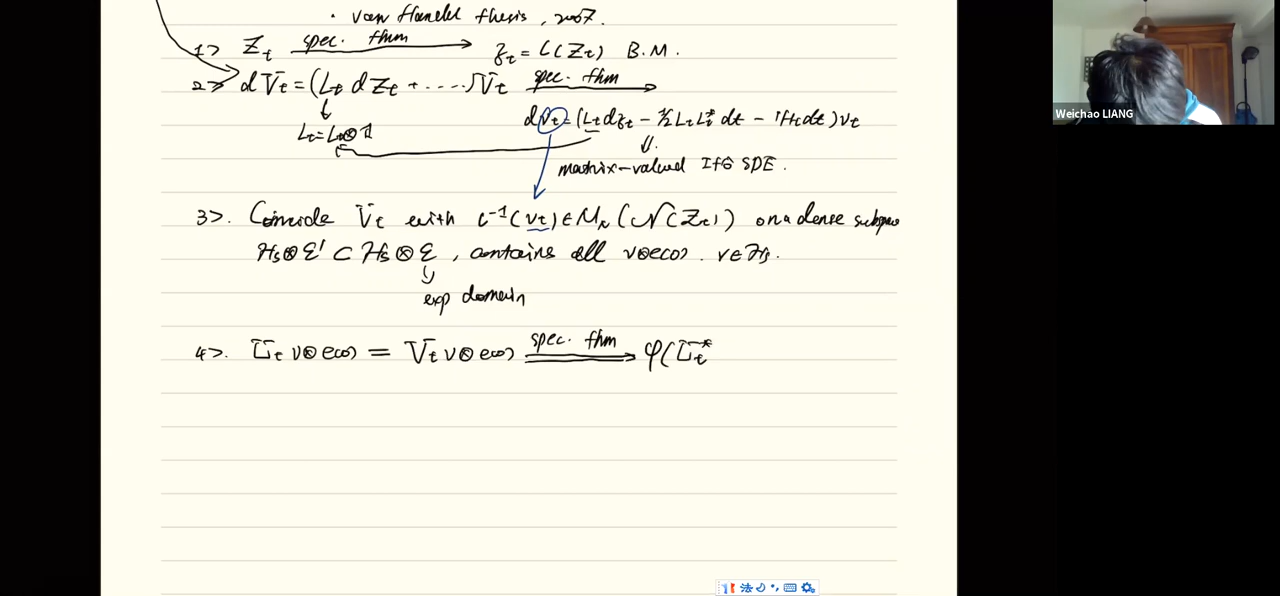 · van Handel thesis, 2007.
1> Z_t spec. thm → z_t = ι(Z_t) B.M.
2> dV_t = (L_t dZ_t + ....) V_t spec. thm →
L_t = L_t⊗1
dv_t = (L_t dz_t - 1/2 L_t L_t^* dt - iH_t dt) v_t
⇓ matrix-valued Itô SDE.
3>. Coincide V_t with ι^{-1}(v_t) ∈ M_n(N(Z_t)) on a dense subspace
H_s⊗ε' ⊂ H_s⊗ε, contains all v⊗e(0). v∈H_s.
exp domain
4>. U_t v⊗e(0) = V_t v⊗e(0) spec. thm ⇒ φ(U_t^*
Weichao LIANG
法